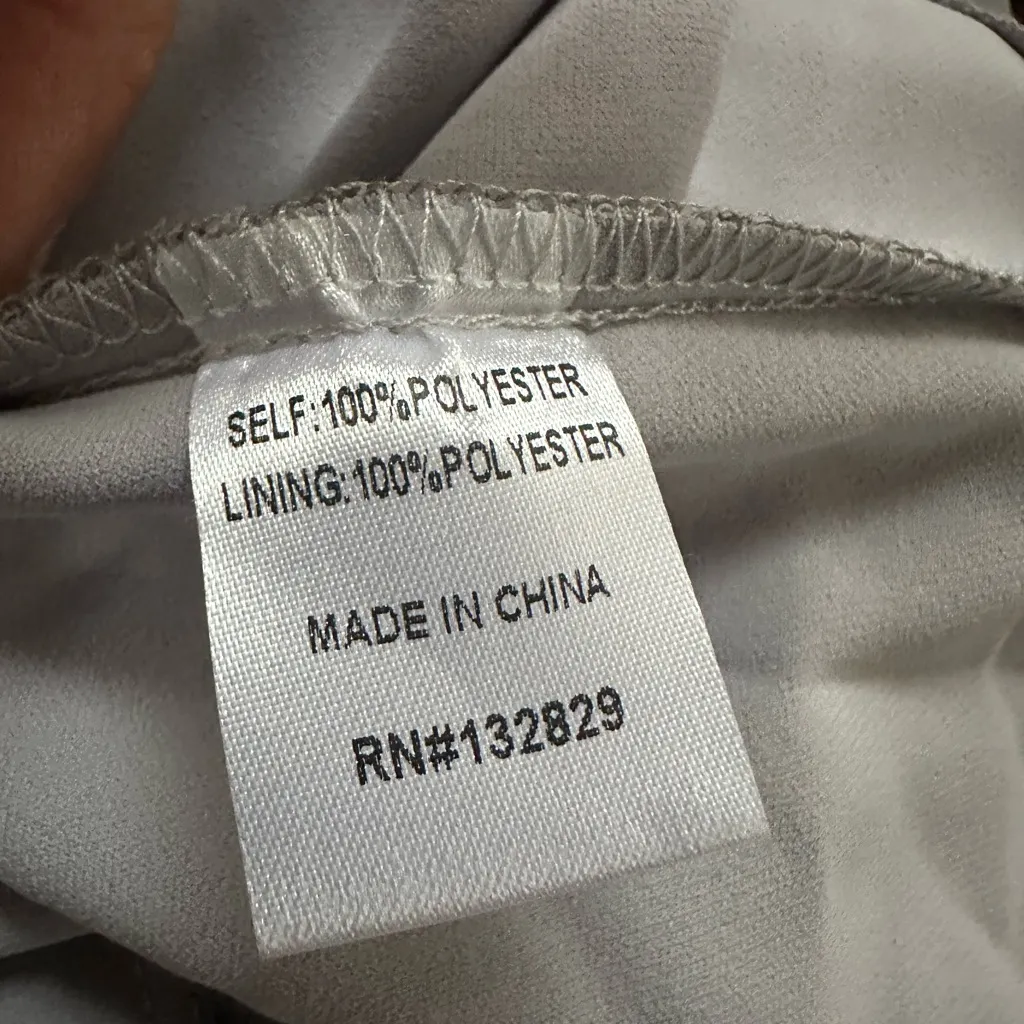 SELF:100%POLYESTER
LINING:100%POLYESTER
MADE IN CHINA
RN#132829